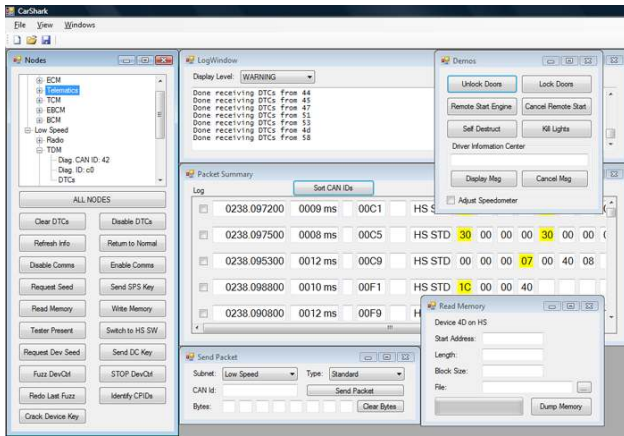 CarShark
File View Windows
Nodes
ECM
Telematics
TCM
EBCM
BCM
Low Speed
Radio
TDM
Diag. CAN ID: 42
Diag. ID: c0
DTCs
ALL NODES
Clear DTCs Disable DTCs
Refresh Info Return to Normal
Disable Comms Enable Comms
Request Seed Send SPS Key
Read Memory Write Memory
Tester Present Switch to HS SW
Request Dev Seed Send DC Key
Fuzz DevCtrl STOP DevCtrl
Redo Last Fuzz Identify CPIDs
Crack Device Key
LogWindow
Display Level: WARNING
Done receiving DTCs from 44
Done receiving DTCs from 45
Done receiving DTCs from 47
Done receiving DTCs from 51
Done receiving DTCs from 53
Done receiving DTCs from 4d
Done receiving DTCs from 58
Demos
Unlock Doors Lock Doors
Remote Start Engine Cancel Remote Start
Self Destruct Kill Lights
Driver Information Center
Display Msg Cancel Msg
Adjust Speedometer
Packet Summary
Log Sort CAN IDs
0238.097200 0009 ms 00C1 HS
0238.097500 0008 ms 00C5 HS STD 30 00 00 00 30 00 00
0238.095300 0012 ms 00C9 HS STD 00 00 00 07 00 40 08
0238.098800 0010 ms 00F1 HS STD 1C 00 00 40
0238.090800 0012 ms 00F9
Read Memory
Device 4D on HS
Start Address:
Length:
Block Size:
File: ...
Dump Memory
Send Packet
Subnet: Low Speed Type: Standard
CAN Id: Send Packet
Bytes: Clear Bytes